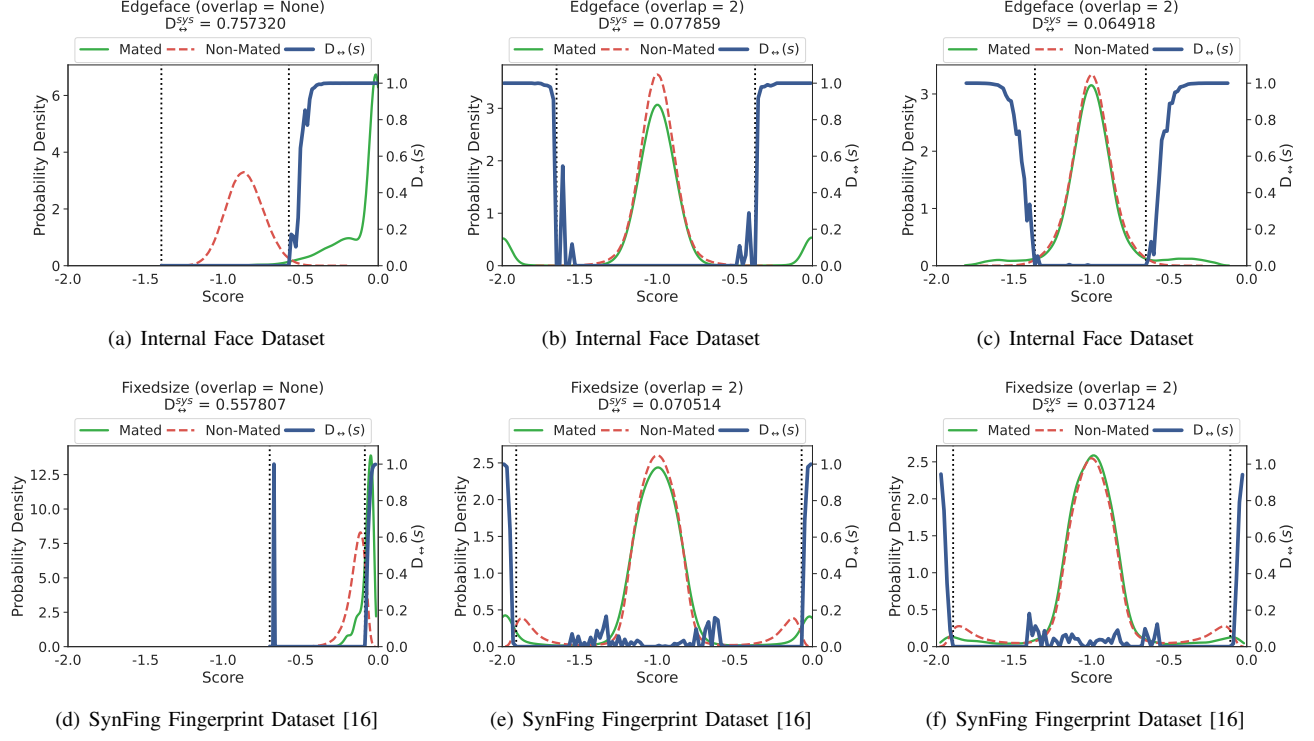 Edgeface (overlap = None)
D↔^sys = 0.757320
Mated Non-Mated D↔(s)
Probability Density
6
4
2
0
1.0
0.8
0.6
0.4
0.2
0.0
D↔(s)
-2.0 -1.5 -1.0 -0.5 0.0
Score
(a) Internal Face Dataset
Edgeface (overlap = 2)
D↔^sys = 0.077859
Mated Non-Mated D↔(s)
Probability Density
3
2
1
0
1.0
0.8
0.6
0.4
0.2
0.0
D↔(s)
-2.0 -1.5 -1.0 -0.5 0.0
Score
(b) Internal Face Dataset
Edgeface (overlap = 2)
D↔^sys = 0.064918
Mated Non-Mated D↔(s)
Probability Density
3
2
1
0
1.0
0.8
0.6
0.4
0.2
0.0
D↔(s)
-2.0 -1.5 -1.0 -0.5 0.0
Score
(c) Internal Face Dataset
Fixedsize (overlap = None)
D↔^sys = 0.557807
Mated Non-Mated D↔(s)
Probability Density
12.5
10.0
7.5
5.0
2.5
0.0
1.0
0.8
0.6
0.4
0.2
0.0
D↔(s)
-2.0 -1.5 -1.0 -0.5 0.0
Score
(d) SynFing Fingerprint Dataset [16]
Fixedsize (overlap = 2)
D↔^sys = 0.070514
Mated Non-Mated D↔(s)
Probability Density
2.5
2.0
1.5
1.0
0.5
0.0
1.0
0.8
0.6
0.4
0.2
0.0
D↔(s)
-2.0 -1.5 -1.0 -0.5 0.0
Score
(e) SynFing Fingerprint Dataset [16]
Fixedsize (overlap = 2)
D↔^sys = 0.037124
Mated Non-Mated D↔(s)
Probability Density
2.5
2.0
1.5
1.0
0.5
0.0
1.0
0.8
0.6
0.4
0.2
0.0
D↔(s)
-2.0 -1.5 -1.0 -0.5 0.0
Score
(f) SynFing Fingerprint Dataset [16]